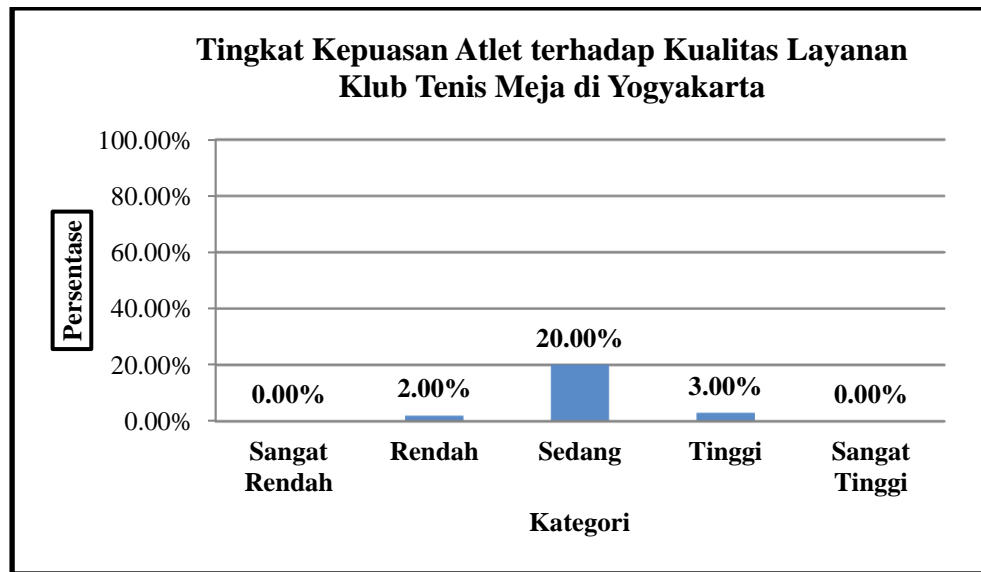 Tingkat Kepuasan Atlet terhadap Kualitas Layanan
Klub Tenis Meja di Yogyakarta
Persentase
100.00%
80.00%
60.00%
40.00%
20.00%
0.00%
0.00%
2.00%
20.00%
3.00%
0.00%
Sangat
Rendah
Rendah
Sedang
Tinggi
Sangat
Tinggi
Kategori